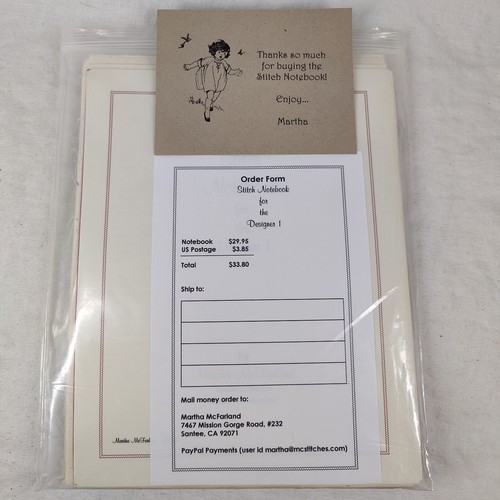 Thanks so much
for buying the
Stitch Notebook!
Enjoy...
Martha
Order Form
Stitch Notebook
for
the
Designer 1
Notebook $29.95
US Postage $3.85
Total $33.80
Ship to:
Mail money order to:
Martha McFarland
7467 Mission Gorge Road, #232
Santee, CA 92071
PayPal Payments (user id martha@mcstitches.com)
Martha McFarl